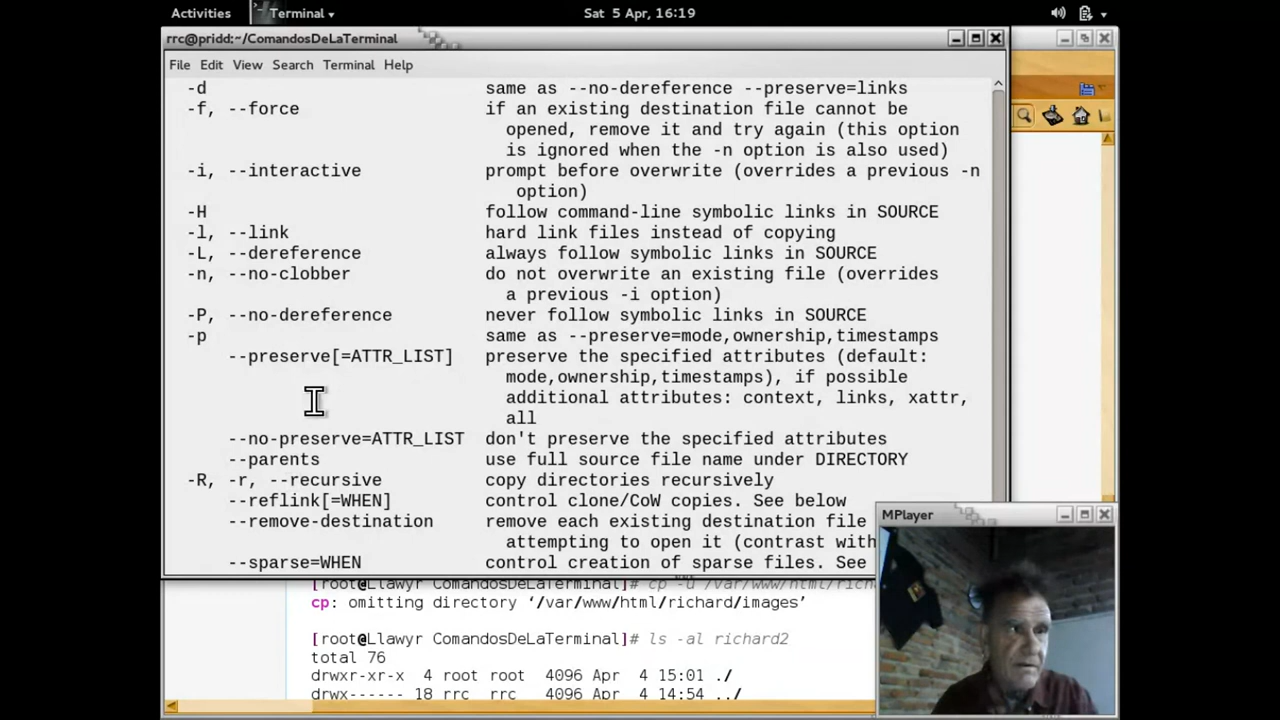 Activities
Terminal
Sat 5 Apr, 16:19
rrc@pridd:~/ComandosDeLaTerminal
File Edit View Search Terminal Help
-d same as --no-dereference --preserve=links
-f, --force if an existing destination file cannot be
opened, remove it and try again (this option
is ignored when the -n option is also used)
-i, --interactive prompt before overwrite (overrides a previous -n
option)
-H follow command-line symbolic links in SOURCE
-l, --link hard link files instead of copying
-L, --dereference always follow symbolic links in SOURCE
-n, --no-clobber do not overwrite an existing file (overrides
a previous -i option)
-P, --no-dereference never follow symbolic links in SOURCE
-p same as --preserve=mode,ownership,timestamps
--preserve[=ATTR_LIST] preserve the specified attributes (default:
mode,ownership,timestamps), if possible
additional attributes: context, links, xattr,
all
--no-preserve=ATTR_LIST don't preserve the specified attributes
--parents use full source file name under DIRECTORY
-R, -r, --recursive copy directories recursively
--reflink[=WHEN] control clone/CoW copies. See below
--remove-destination remove each existing destination file
attempting to open it (contrast with
--sparse=WHEN control creation of sparse files. See
MPlayer
[root@Llawyr ComandosDeLaTerminal]# cp -u /var/www/html/rich
cp: omitting directory ‘/var/www/html/richard/images’
[root@Llawyr ComandosDeLaTerminal]# ls -al richard2
total 76
drwxr-xr-x 4 root root 4096 Apr 4 15:01 ./
drwx------ 18 rrc rrc 4096 Apr 4 14:54 ../